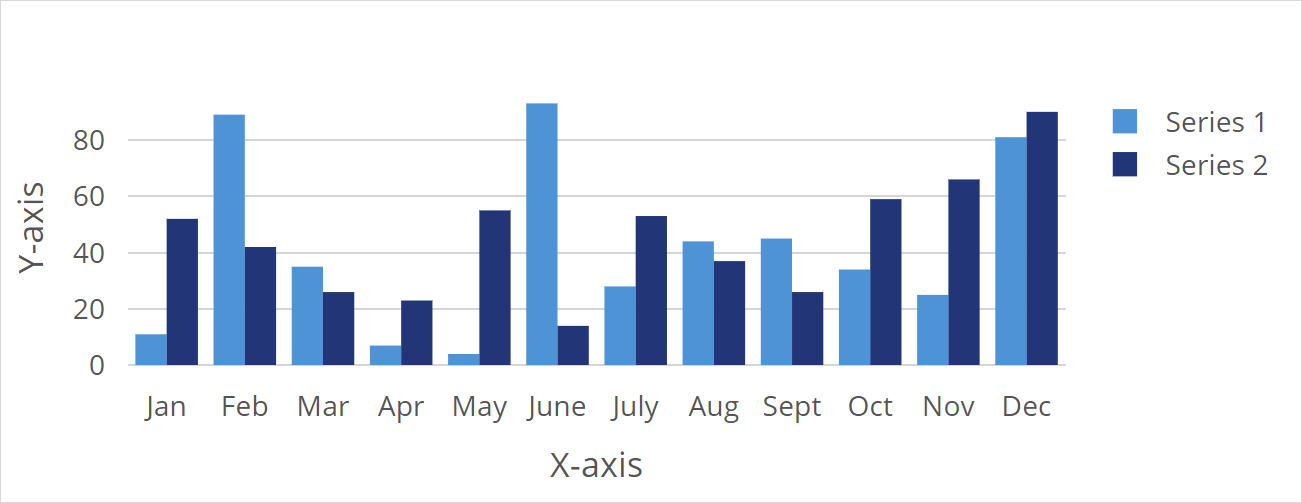 Series 1
Series 2
80
60
40
20
0
Y-axis
Jan Feb Mar Apr May June July Aug Sept Oct Nov Dec
X-axis